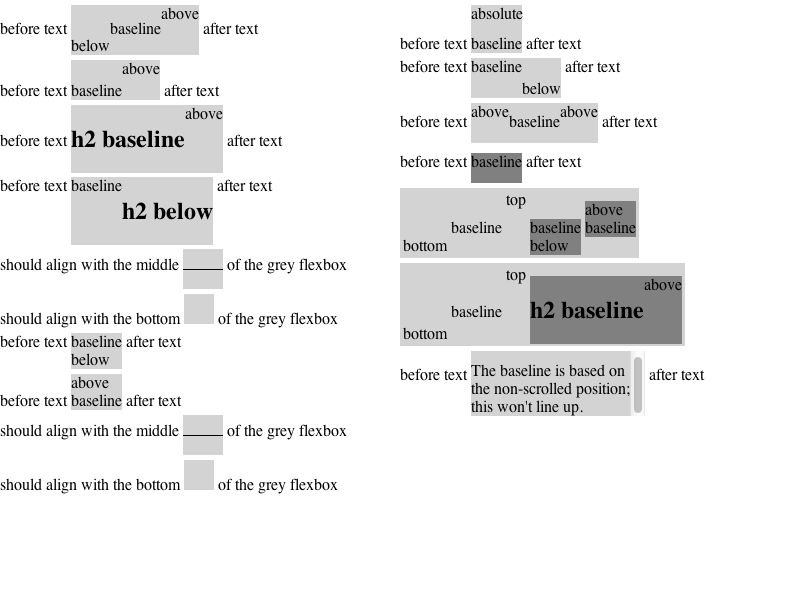 above
before text baseline after text
below
above
before text baseline after text
above
before text h2 baseline after text
before text baseline after text
h2 below
should align with the middle of the grey flexbox
should align with the bottom of the grey flexbox
before text baseline after text
below
above
before text baseline after text
should align with the middle of the grey flexbox
should align with the bottom of the grey flexbox
absolute
before text baseline after text
before text baseline after text
below
above above
before text baseline after text
before text baseline after text
top
above
baseline baseline baseline
bottom below
top
above
baseline h2 baseline
bottom
The baseline is based on
before text after text
the non-scrolled position;
this won't line up.